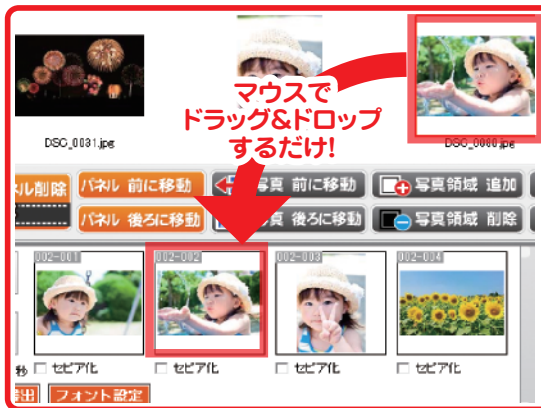 マウスで
ドラッグ&ドロップ
するだけ!
DSC_0031.jpg
DSC_0060.jpg
ネル削除
パネル 前に移動
写真 前に移動
写真領域 追加
パネル 後ろに移動
写真 後ろに移動
写真領域 削除
002-001
002-002
002-003
002-004
秒
セピア化
セピア化
セピア化
セピア化
フォント設定